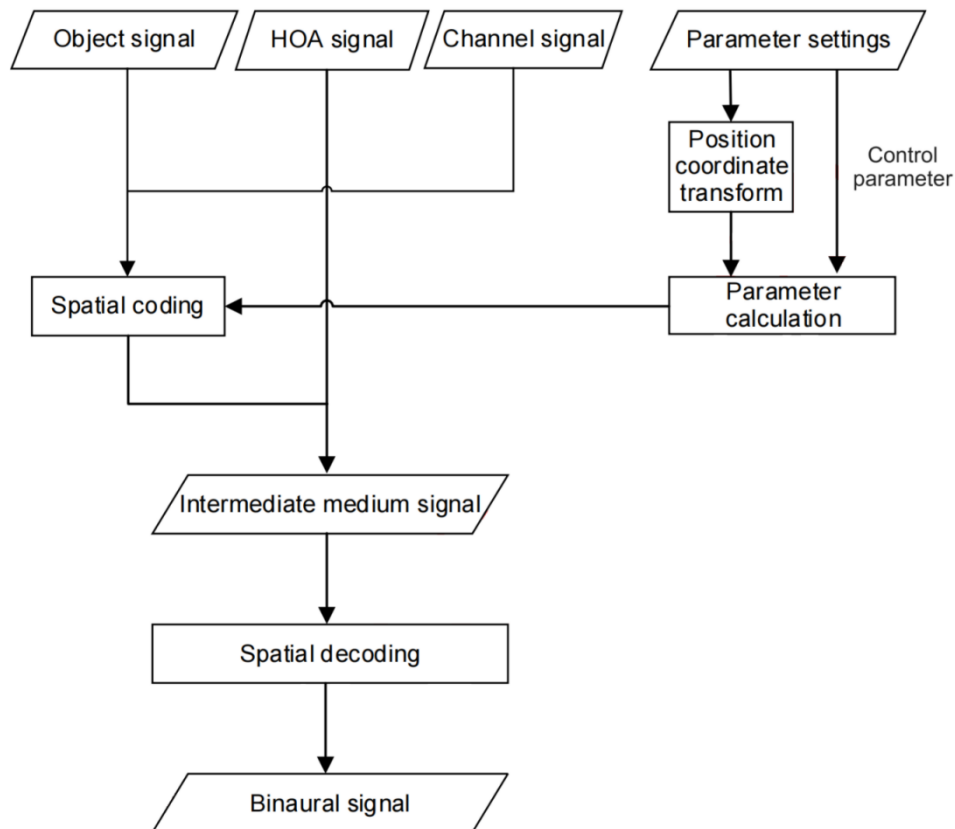 Object signal
HOA signal
Channel signal
Parameter settings
Position
coordinate
transform
Control
parameter
Spatial coding
Parameter
calculation
Intermediate medium signal
Spatial decoding
Binaural signal